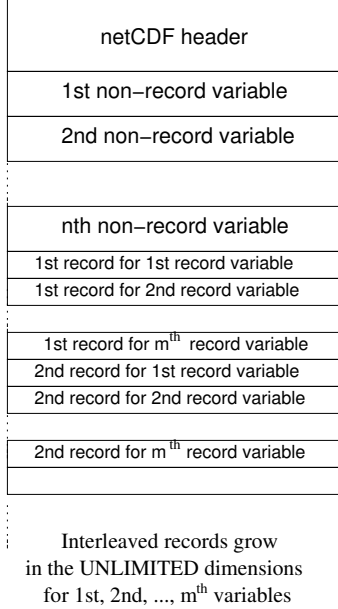 netCDF header
1st non−record variable
2nd non−record variable
nth non−record variable
1st record for 1st record variable
1st record for 2nd record variable
1st record for mth record variable
2nd record for 1st record variable
2nd record for 2nd record variable
2nd record for mth record variable
Interleaved records grow
in the UNLIMITED dimensions
for 1st, 2nd, ..., mth variables